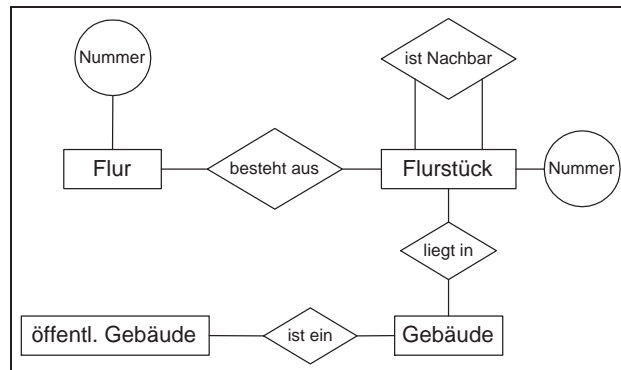 Nummer
ist Nachbar
Flur
besteht aus
Flurstück
Nummer
liegt in
öffentl. Gebäude
ist ein
Gebäude